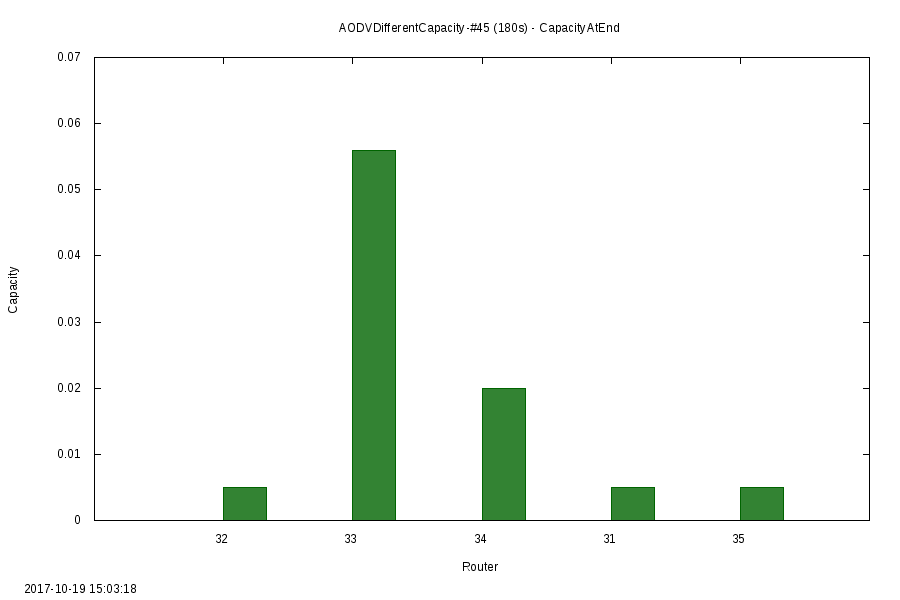 AODVDifferentCapacity-#45 (180s) - CapacityAtEnd
0.07
0.06
0.05
0.04
0.03
0.02
0.01
0
Capacity
32 33 34 31 35
Router
2017-10-19 15:03:18